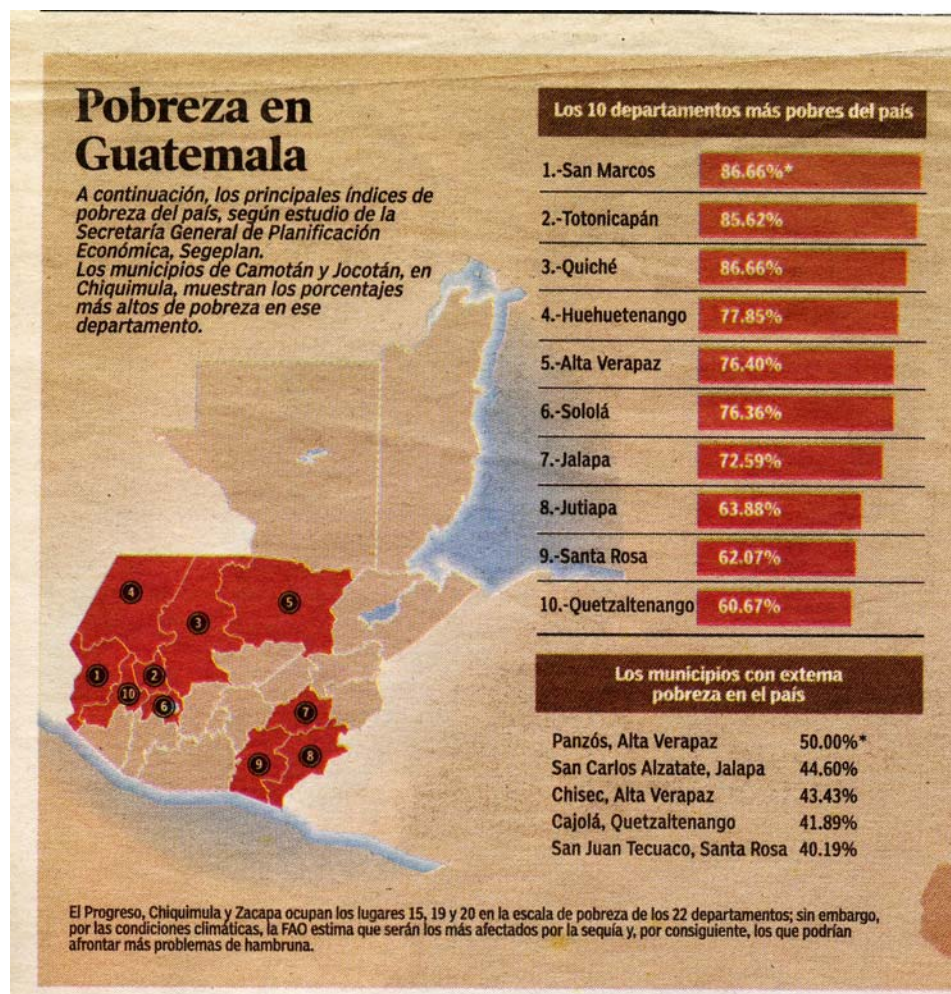 Pobreza en
Guatemala
A continuación, los principales índices de
pobreza del país, según estudio de la
Secretaría General de Planificación
Económica, Segeplan.
Los municipios de Camotán y Jocotán, en
Chiquimula, muestran los porcentajes
más altos de pobreza en ese
departamento.
Los 10 departamentos más pobres del país
1.-San Marcos 86.66%*
2.-Totonicapán 85.62%
3.-Quiché 86.66%
4.-Huehuetenango 77.85%
5.-Alta Verapaz 76.40%
6.-Sololá 76.36%
7.-Jalapa 72.59%
8.-Jutiapa 63.88%
9.-Santa Rosa 62.07%
10.-Quetzaltenango 60.67%
4
5
3
1
2
10
6
7
9
8
Los municipios con extema
pobreza en el país
Panzós, Alta Verapaz 50.00%*
San Carlos Alzatate, Jalapa 44.60%
Chisec, Alta Verapaz 43.43%
Cajolá, Quetzaltenango 41.89%
San Juan Tecuaco, Santa Rosa 40.19%
El Progreso, Chiquimula y Zacapa ocupan los lugares 15, 19 y 20 en la escala de pobreza de los 22 departamentos; sin embargo,
por las condiciones climáticas, la FAO estima que serán los más afectados por la sequía y, por consiguiente, los que podrían
afrontar más problemas de hambruna.